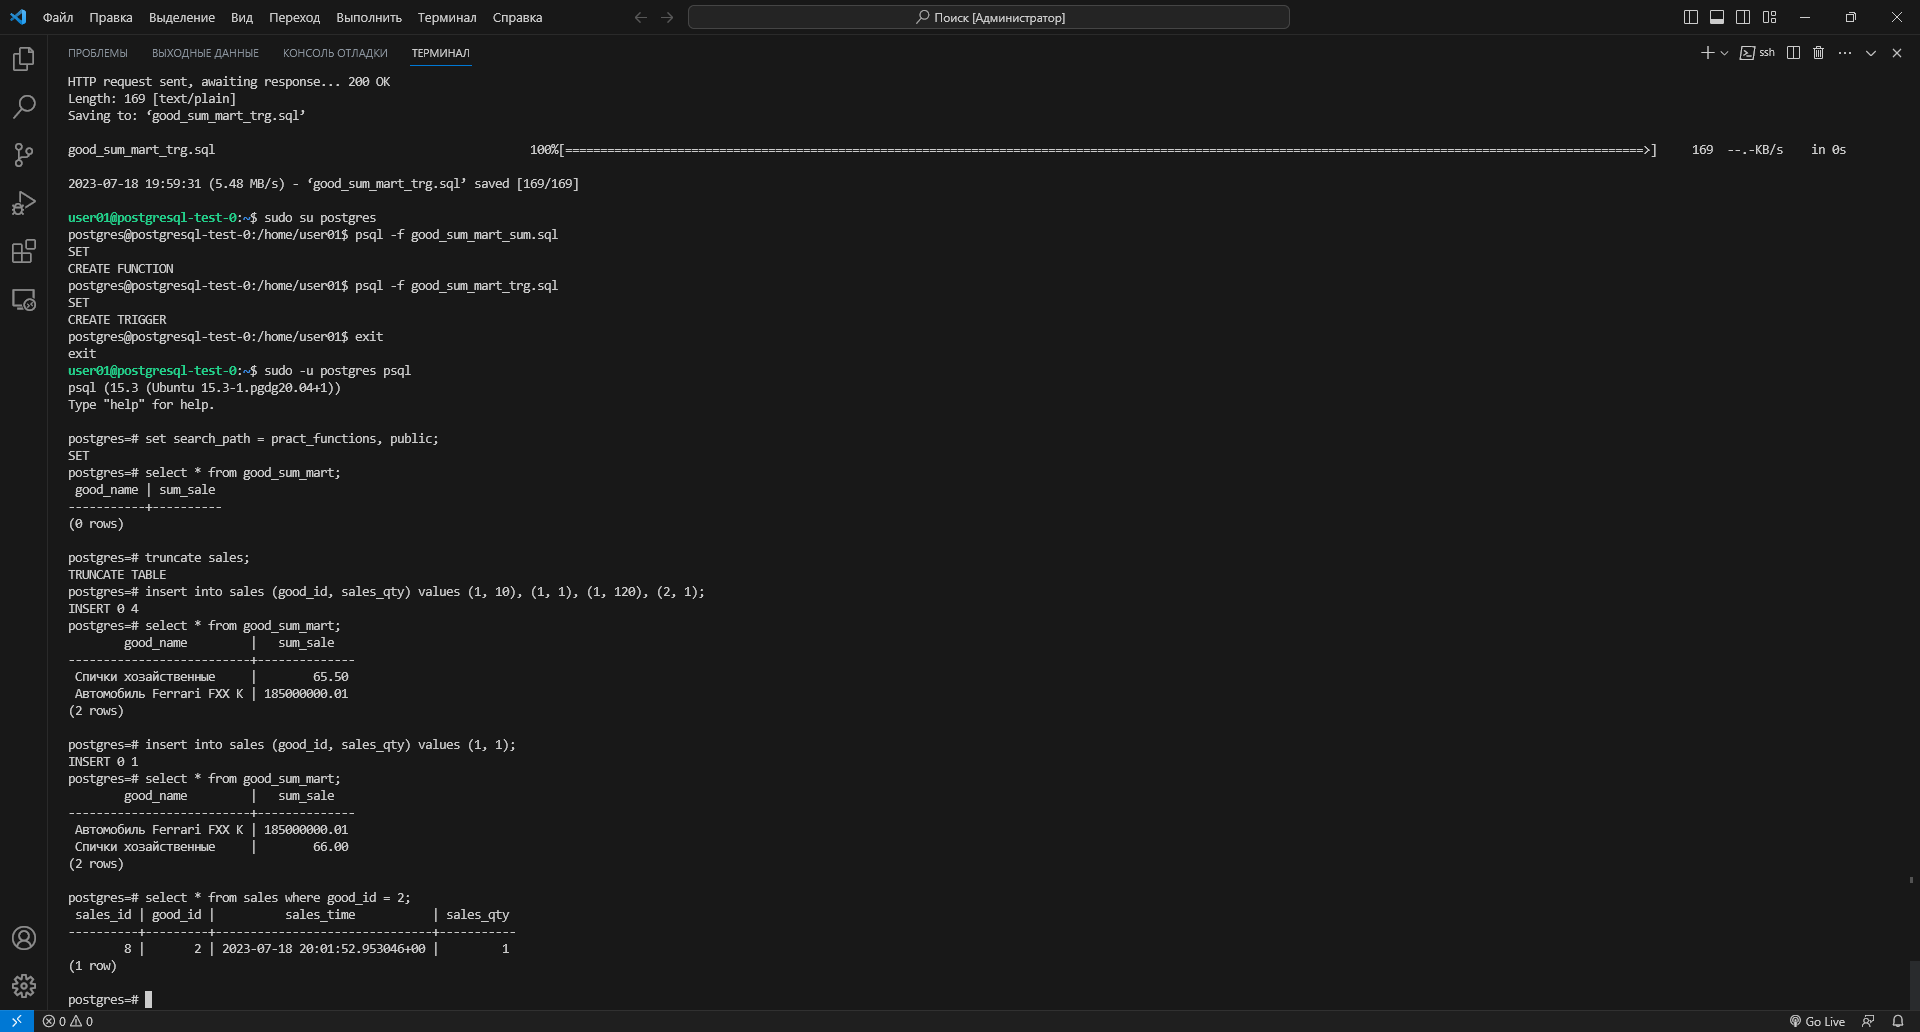 Файл Правка Выделение Вид Переход Выполнить Терминал Справка
Поиск [Администратор]
ПРОБЛЕМЫ ВЫХОДНЫЕ ДАННЫЕ КОНСОЛЬ ОТЛАДКИ ТЕРМИНАЛ
ssh
HTTP request sent, awaiting response... 200 OK
Length: 169 [text/plain]
Saving to: ‘good_sum_mart_trg.sql’
good_sum_mart_trg.sql 100%[==========================================================================================================================================================>] 169 --.-KB/s in 0s
2023-07-18 19:59:31 (5.48 MB/s) - ‘good_sum_mart_trg.sql’ saved [169/169]
user01@postgresql-test-0:~$ sudo su postgres
postgres@postgresql-test-0:/home/user01$ psql -f good_sum_mart_sum.sql
SET
CREATE FUNCTION
postgres@postgresql-test-0:/home/user01$ psql -f good_sum_mart_trg.sql
SET
CREATE TRIGGER
postgres@postgresql-test-0:/home/user01$ exit
exit
user01@postgresql-test-0:~$ sudo -u postgres psql
psql (15.3 (Ubuntu 15.3-1.pgdg20.04+1))
Type "help" for help.
postgres=# set search_path = pract_functions, public;
SET
postgres=# select * from good_sum_mart;
good_name | sum_sale
-----------+----------
(0 rows)
postgres=# truncate sales;
TRUNCATE TABLE
postgres=# insert into sales (good_id, sales_qty) values (1, 10), (1, 1), (1, 120), (2, 1);
INSERT 0 4
postgres=# select * from good_sum_mart;
good_name | sum_sale
--------------------------+--------------
Спички хозайственные | 65.50
Автомобиль Ferrari FXX K | 185000000.01
(2 rows)
postgres=# insert into sales (good_id, sales_qty) values (1, 1);
INSERT 0 1
postgres=# select * from good_sum_mart;
good_name | sum_sale
--------------------------+--------------
Автомобиль Ferrari FXX K | 185000000.01
Спички хозайственные | 66.00
(2 rows)
postgres=# select * from sales where good_id = 2;
sales_id | good_id | sales_time | sales_qty
----------+---------+-------------------------------+-----------
8 | 2 | 2023-07-18 20:01:52.953046+00 | 1
(1 row)
postgres=#
0 0 Go Live